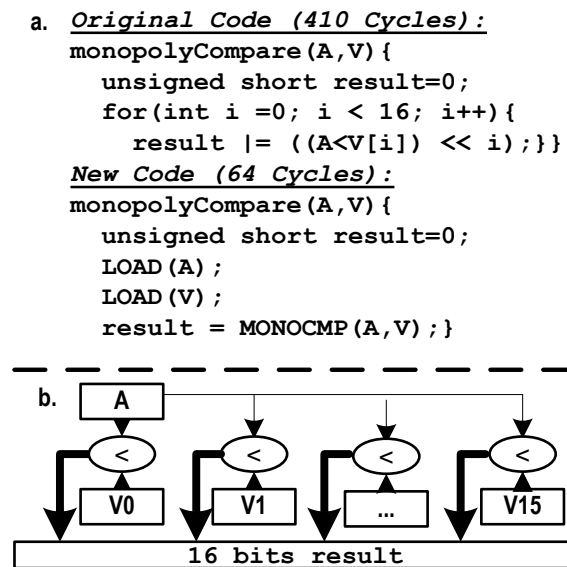 a. Original Code (410 Cycles):
monopolyCompare(A,V){
unsigned short result=0;
for(int i =0; i < 16; i++){
result |= ((A<V[i]) << i);}}
New Code (64 Cycles):
monopolyCompare(A,V){
unsigned short result=0;
LOAD(A);
LOAD(V);
result = MONOCMP(A,V);}
b. A
< < < <
V0 V1 ... V15
16 bits result